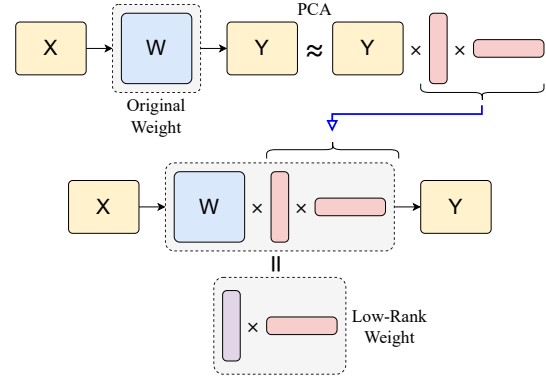 PCA
X W Y ≈ Y × ×
Original
Weight
X W × × Y
=
×
Low-Rank
Weight